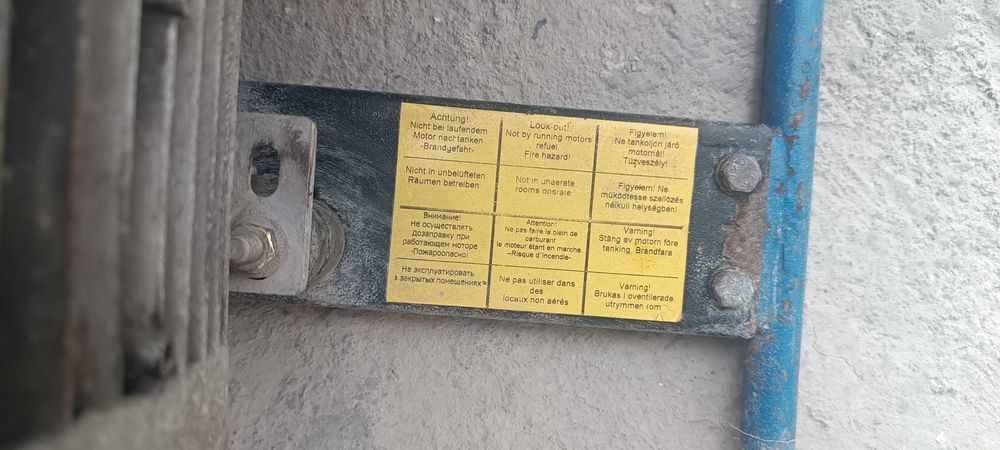 Achtung!
Nicht bei laufendem
Motor nachtanken
-Brandgefahr-
Nicht in unbelüfteten
Räumen betreiben
Look out!
Not by running motors
refuel.
Fire hazard!
Not in unaerate
rooms operate
Figyelem!
Ne tankoljon járó
motornál!
Tűzveszély!
Figyelem! Ne
működtesse szellőzés
nélküli helységben!
Внимание!
Не осуществлять
дозаправку при
работающем моторе
-Пожароопасно!
Не эксплуатировать
в закрытых помещениях
Attention!
Ne pas faire le plein de
carburant
le moteur étant en marche.
–Risque d'incendie-
Ne pas utiliser dans
des
locaux non aérés
Varning!
Stäng av motorn före
tanking. Brandfara
Varning!
Brukas i oventilerade
utrymmen rom